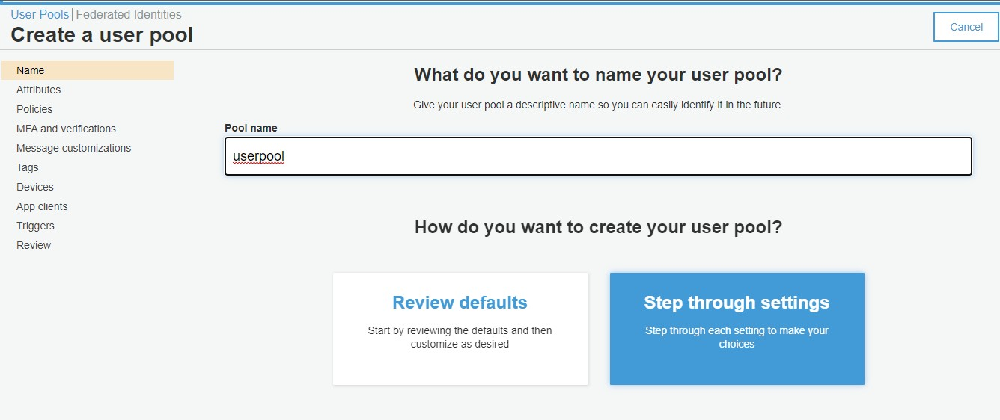 User Pools | Federated Identities
Create a user pool
Cancel
Name
Attributes
Policies
MFA and verifications
Message customizations
Tags
Devices
App clients
Triggers
Review
What do you want to name your user pool?
Give your user pool a descriptive name so you can easily identify it in the future.
Pool name
userpool
How do you want to create your user pool?
Review defaults
Start by reviewing the defaults and then
customize as desired
Step through settings
Step through each setting to make your
choices